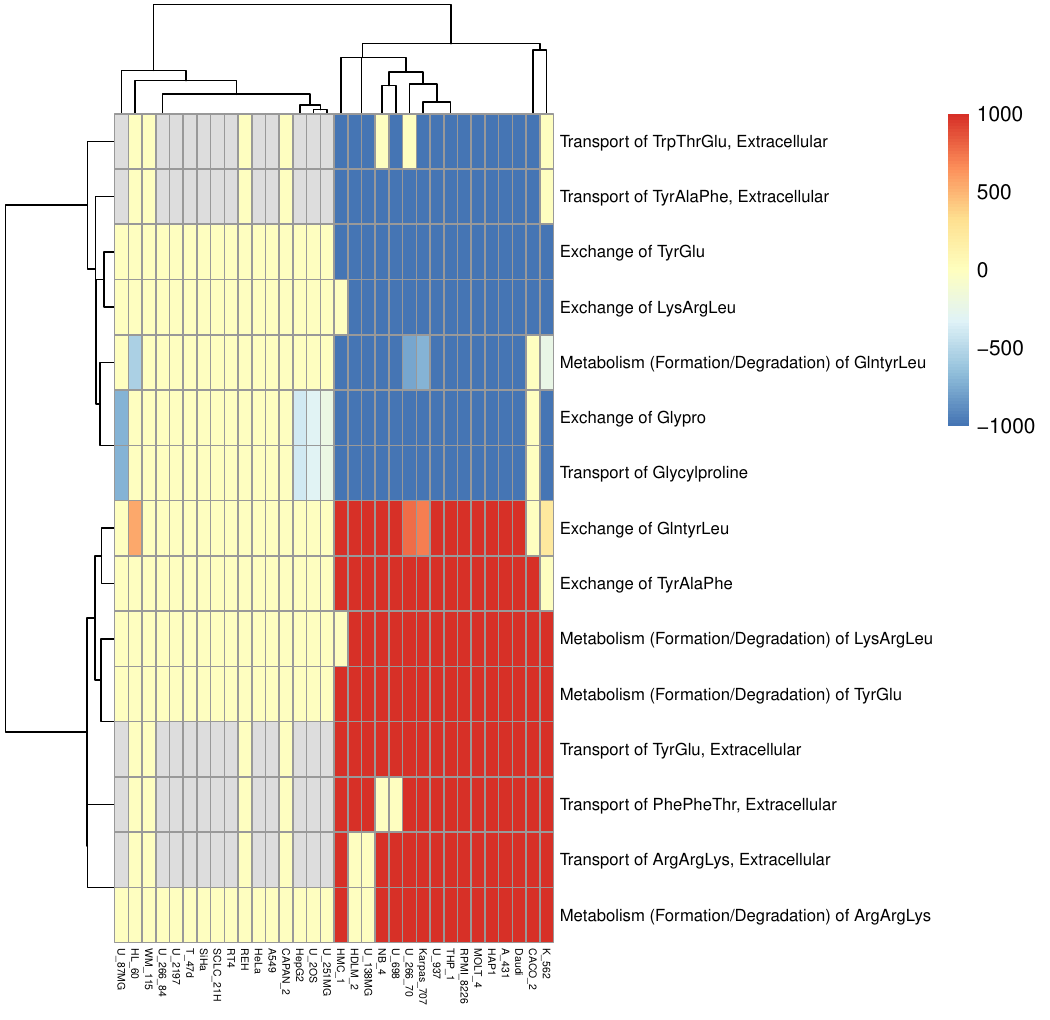 Transport of TrpThrGlu, Extracellular
Transport of TyrAlaPhe, Extracellular
Exchange of TyrGlu
Exchange of LysArgLeu
Metabolism (Formation/Degradation) of GlntyrLeu
Exchange of Glypro
Transport of Glycylproline
Exchange of GlntyrLeu
Exchange of TyrAlaPhe
Metabolism (Formation/Degradation) of LysArgLeu
Metabolism (Formation/Degradation) of TyrGlu
Transport of TyrGlu, Extracellular
Transport of PhePheThr, Extracellular
Transport of ArgArgLys, Extracellular
Metabolism (Formation/Degradation) of ArgArgLys
1000
500
0
−500
−1000
U_87MG
HL_60
WM_115
U_266_84
U_2197
T_47d
SiHa
SCLC_21H
RT4
REH
HeLa
A549
CAPAN_2
HepG2
U_2OS
U_251MG
HMC_1
HDLM_2
U_138MG
NB_4
U_698
U_266_70
Karpas_707
U_937
THP_1
RPMI_8226
MOLT_4
HAP1
A_431
Daudi
CACO_2
K_562